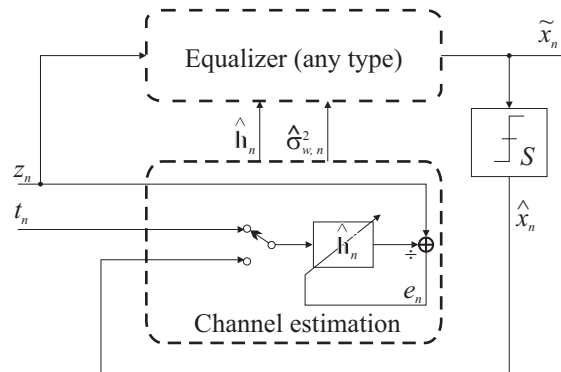 x̃ₙ
Equalizer (any type)
ĥₙ
σ̂²w, n
S
zₙ
tₙ
x̂ₙ
ĥₙ
÷
eₙ
Channel estimation